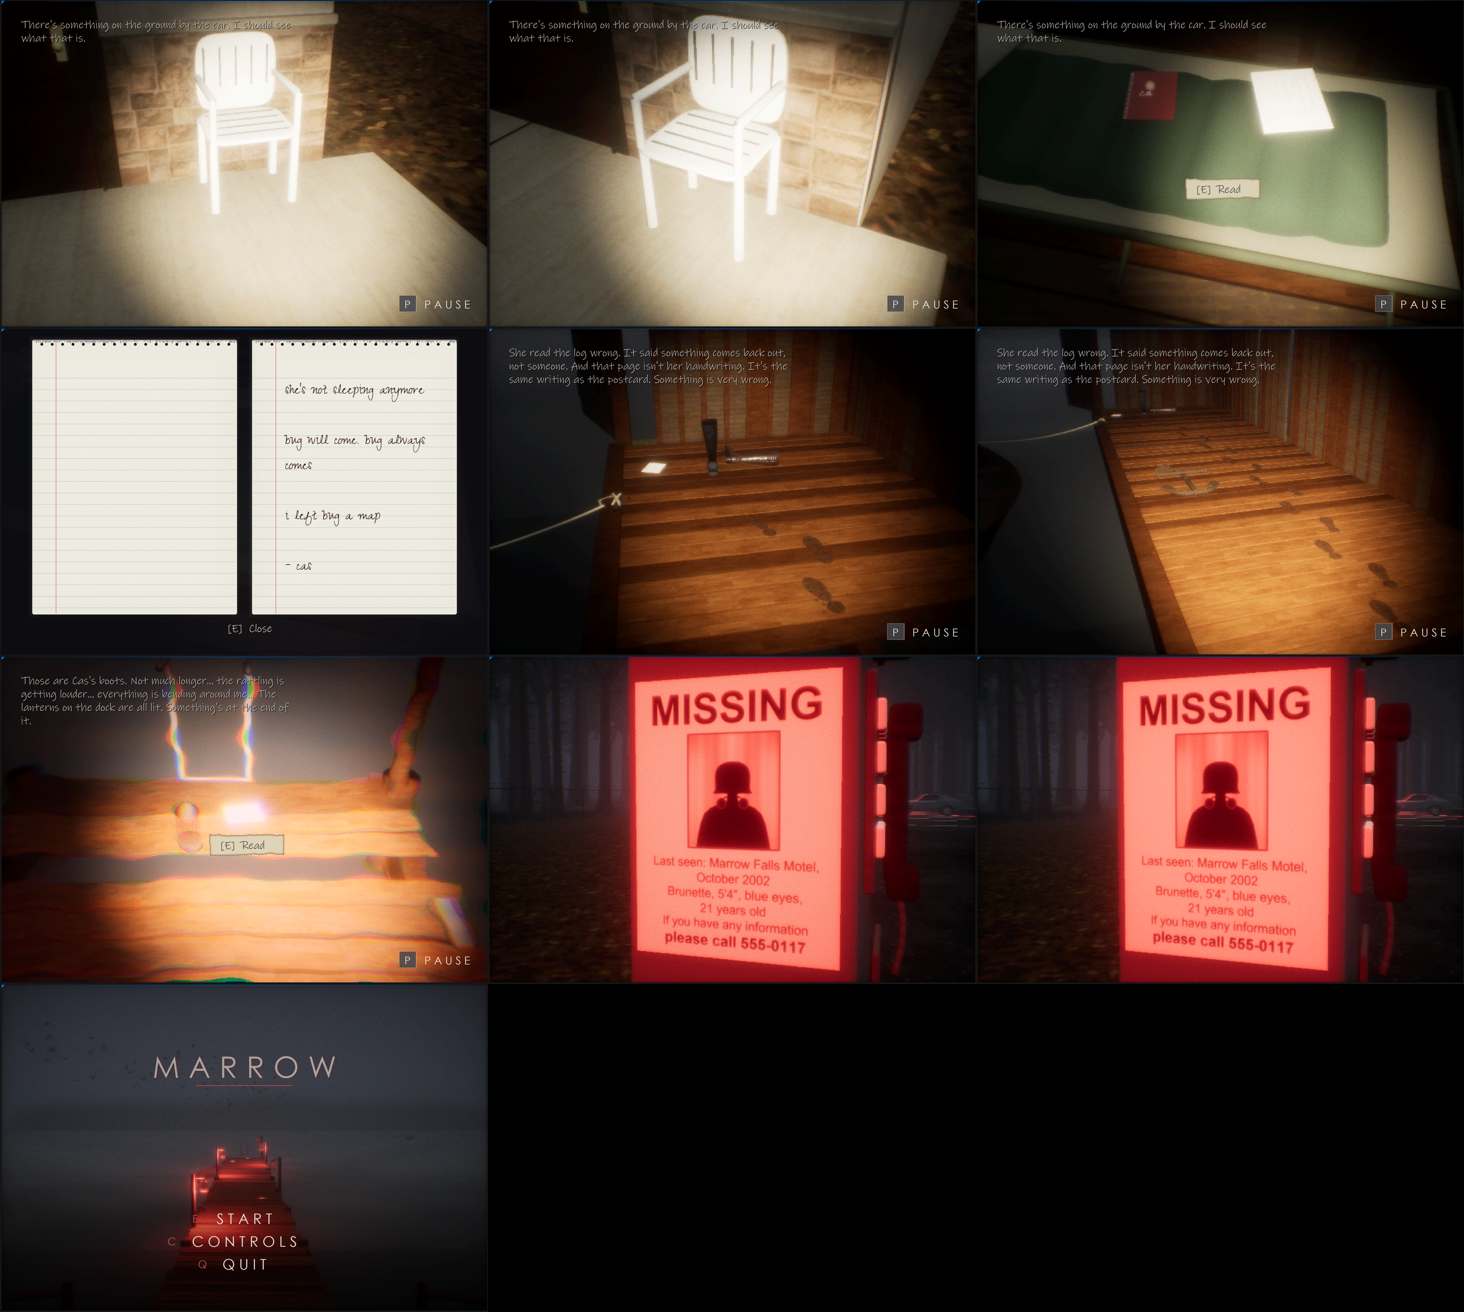 There's something on the ground by the car. I should see
what that is.
P PAUSE
There's something on the ground by the car. I should see
what that is.
P PAUSE
There's something on the ground by the car. I should see
what that is.
[E] Read
P PAUSE
she's not sleeping anymore
bug will come. bug always
comes
i left bug a map
- cas
[E] Close
She read the log wrong. It said something comes back out,
not someone. And that page isn't her handwriting. It's the
same writing as the postcard. Something is very wrong.
P PAUSE
She read the log wrong. It said something comes back out,
not someone. And that page isn't her handwriting. It's the
same writing as the postcard. Something is very wrong.
P PAUSE
Those are Cas's boots. Not much longer... the rattling is
getting louder... everything is bending around me... The
lanterns on the dock are all lit. Something's at the end of
it.
[E] Read
P PAUSE
MISSING
Last seen: Marrow Falls Motel,
October 2002
Brunette, 5'4", blue eyes,
21 years old
If you have any information
please call 555-0117
MISSING
Last seen: Marrow Falls Motel,
October 2002
Brunette, 5'4", blue eyes,
21 years old
If you have any information
please call 555-0117
MARROW
E START
C CONTROLS
Q QUIT